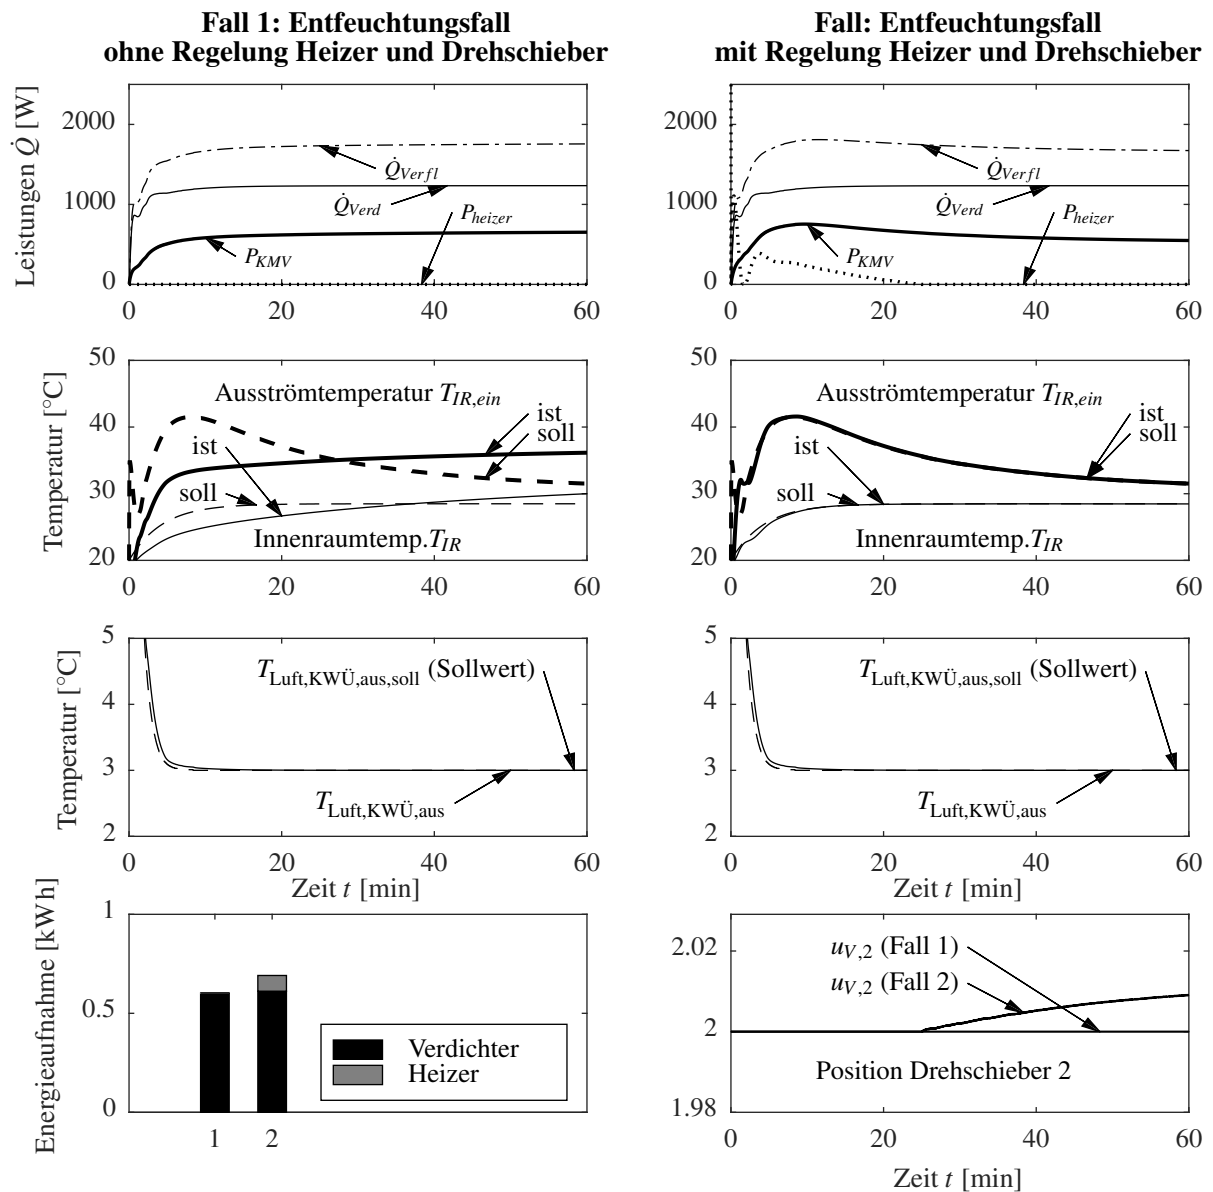 Fall 1: Entfeuchtungsfall
ohne Regelung Heizer und Drehschieber
Fall: Entfeuchtungsfall
mit Regelung Heizer und Drehschieber
Leistungen Q̇ [W]
2000
1000
0
0 20 40 60
Q̇Verfl
Q̇Verd
Pheizer
PKMV
2000
1000
0
0 20 40 60
Q̇Verfl
Q̇Verd
Pheizer
PKMV
Temperatur [°C]
50
40
30
20
0 20 40 60
Ausströmtemperatur TIR,ein
ist
soll
ist
soll
Innenraumtemp.TIR
50
40
30
20
0 20 40 60
Ausströmtemperatur TIR,ein
ist
soll
ist
soll
Innenraumtemp.TIR
Temperatur [°C]
5
4
3
2
0 20 40 60
TLuft,KWÜ,aus,soll (Sollwert)
TLuft,KWÜ,aus
Zeit t [min]
Temperatur [°C]
5
4
3
2
0 20 40 60
TLuft,KWÜ,aus,soll (Sollwert)
TLuft,KWÜ,aus
Zeit t [min]
Energieaufnahme [kWh]
1
0.5
0
1 2
Verdichter
Heizer
2.02
2
1.98
0 20 40 60
uV,2 (Fall 1)
uV,2 (Fall 2)
Position Drehschieber 2
Zeit t [min]